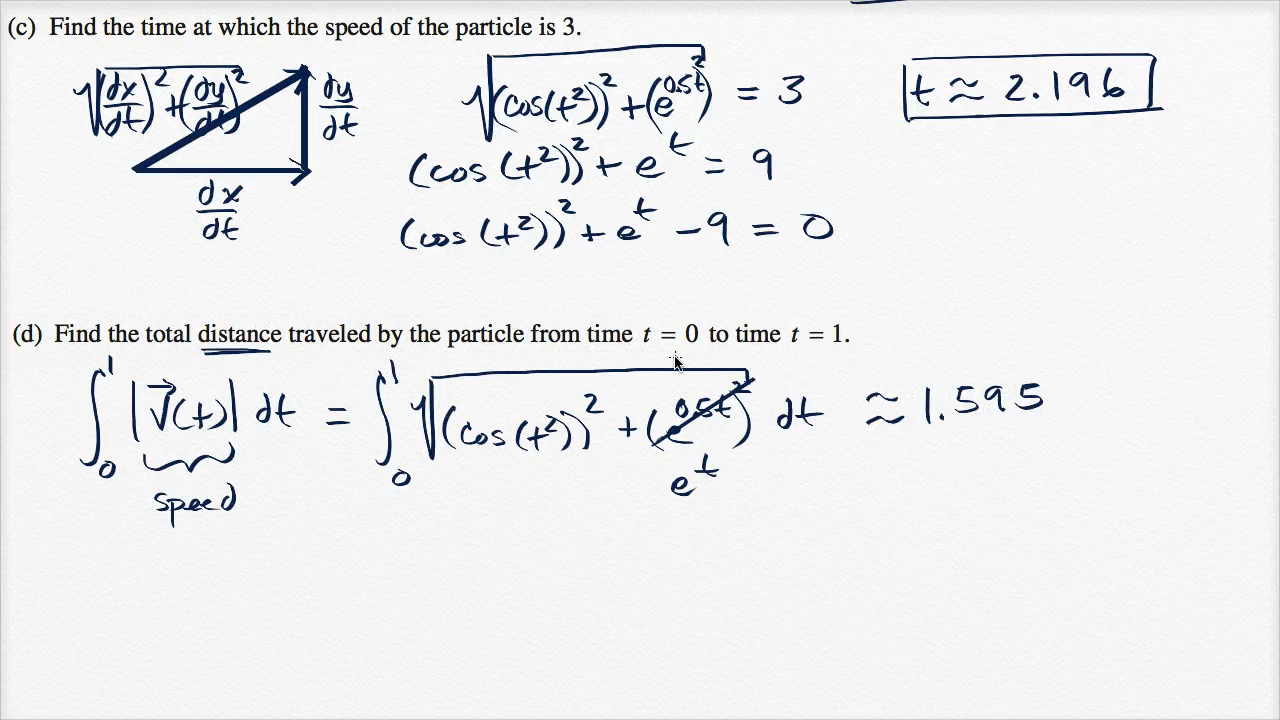 (c) Find the time at which the speed of the particle is 3.
√((dx/dt)² + (dy/dt)²)
dy/dt
dx/dt
√((cos(t²))² + (e^0.5t)²) = 3
t ≈ 2.196
(cos (t²))² + e^t = 9
(cos (t²))² + e^t - 9 = 0
(d) Find the total distance traveled by the particle from time t = 0 to time t = 1.
∫₀¹ |v⃗(t)| dt = ∫₀¹ √((cos(t²))² + (e^0.5t)²) dt ≈ 1.595
e^t
speed